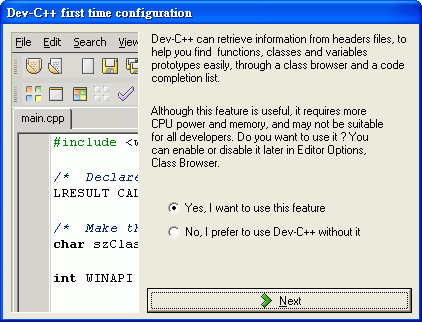 Dev-C++ first time configuration
File Edit Search View
main.cpp
#include <w
/* Declare
LRESULT CAL
/* Make th
char szClas
int WINAPI
Dev-C++ can retrieve information from headers files, to
help you find functions, classes and variables
prototypes easily, through a class browser and a code
completion list.
Although this feature is useful, it requires more
CPU power and memory, and may not be suitable
for all developers. Do you want to use it ? You
can enable or disable it later in Editor Options,
Class Browser.
Yes, I want to use this feature
No, I prefer to use Dev-C++ without it
Next